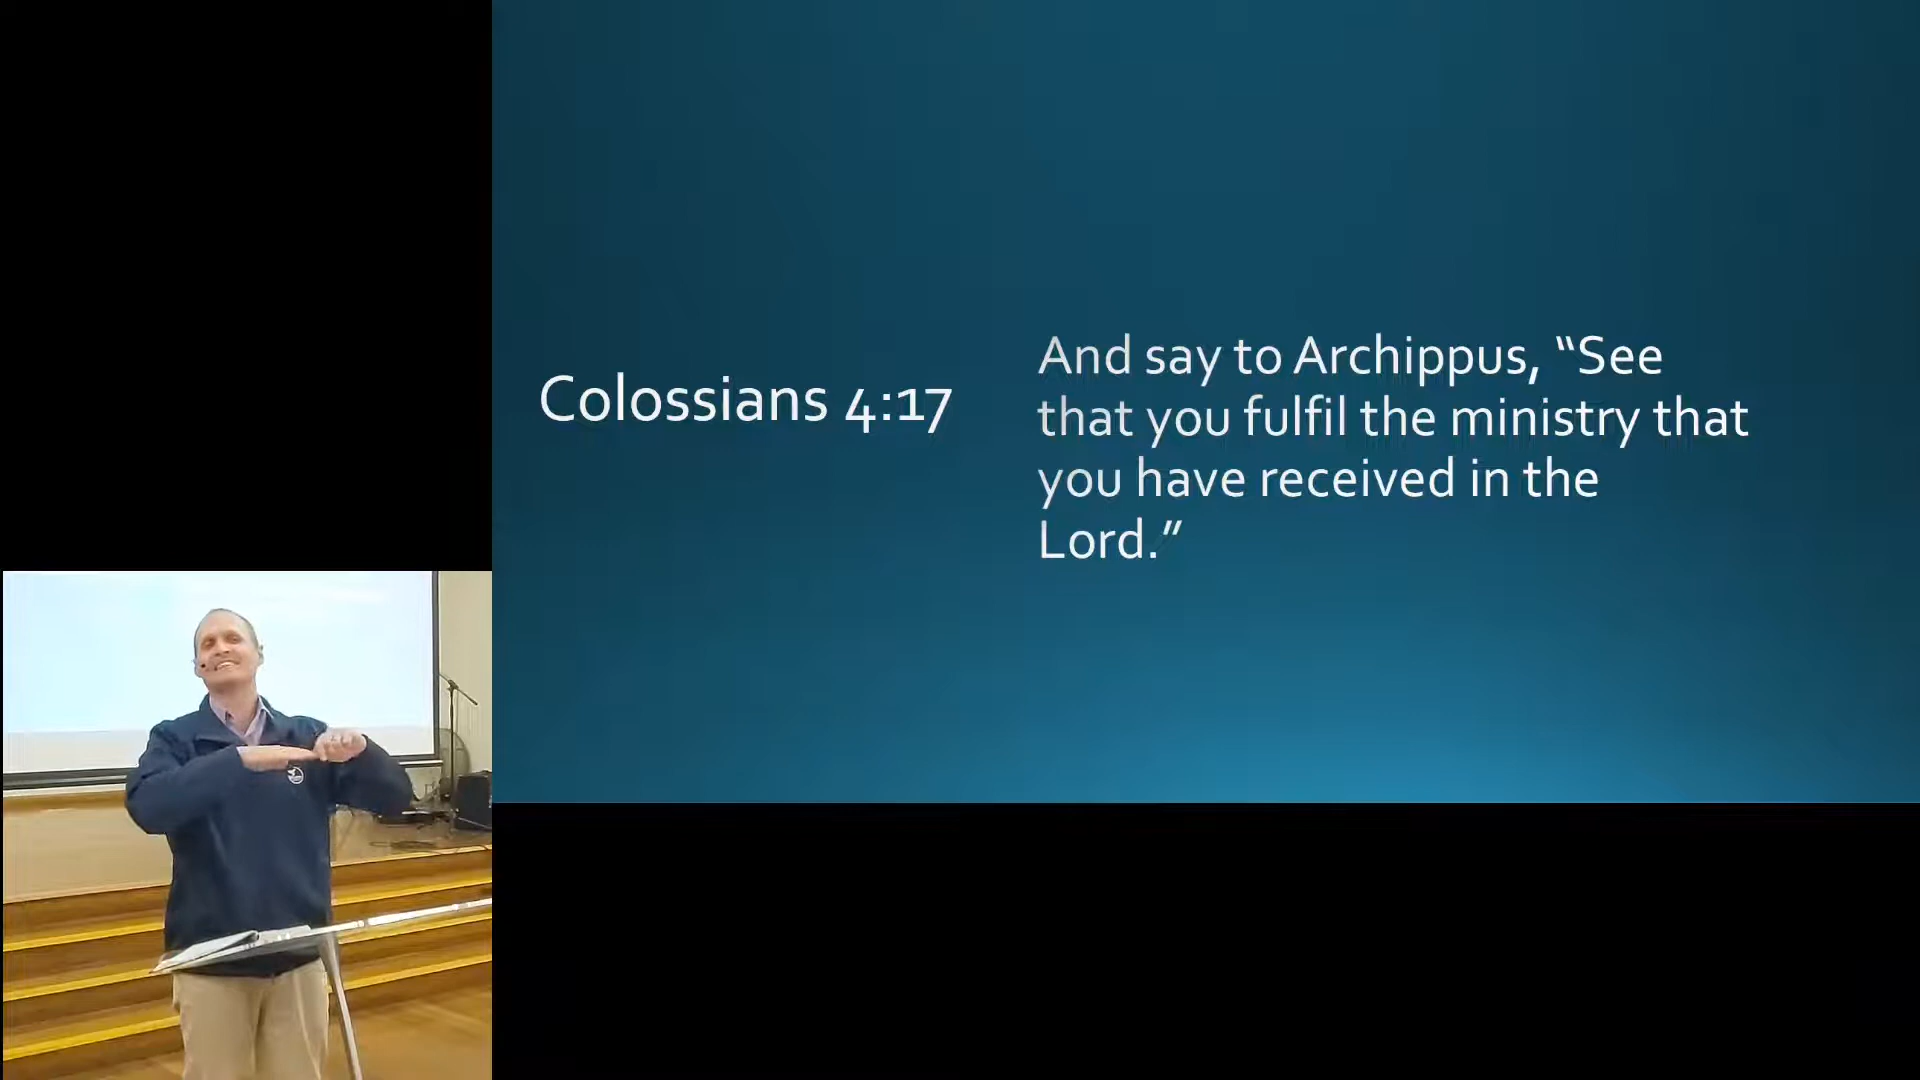 Colossians 4:17
And say to Archippus, “See
that you fulfil the ministry that
you have received in the
Lord.”